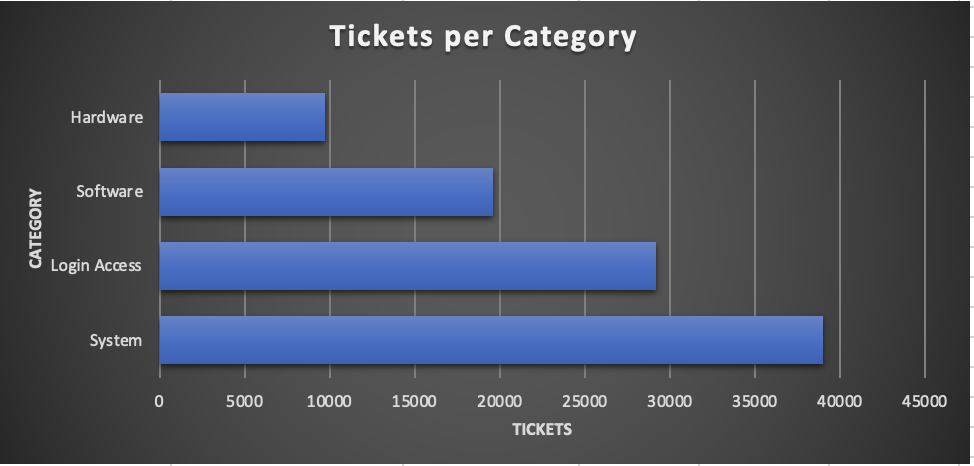 Tickets per Category
CATEGORY
Hardware
Software
Login Access
System
0 5000 10000 15000 20000 25000 30000 35000 40000 45000
TICKETS